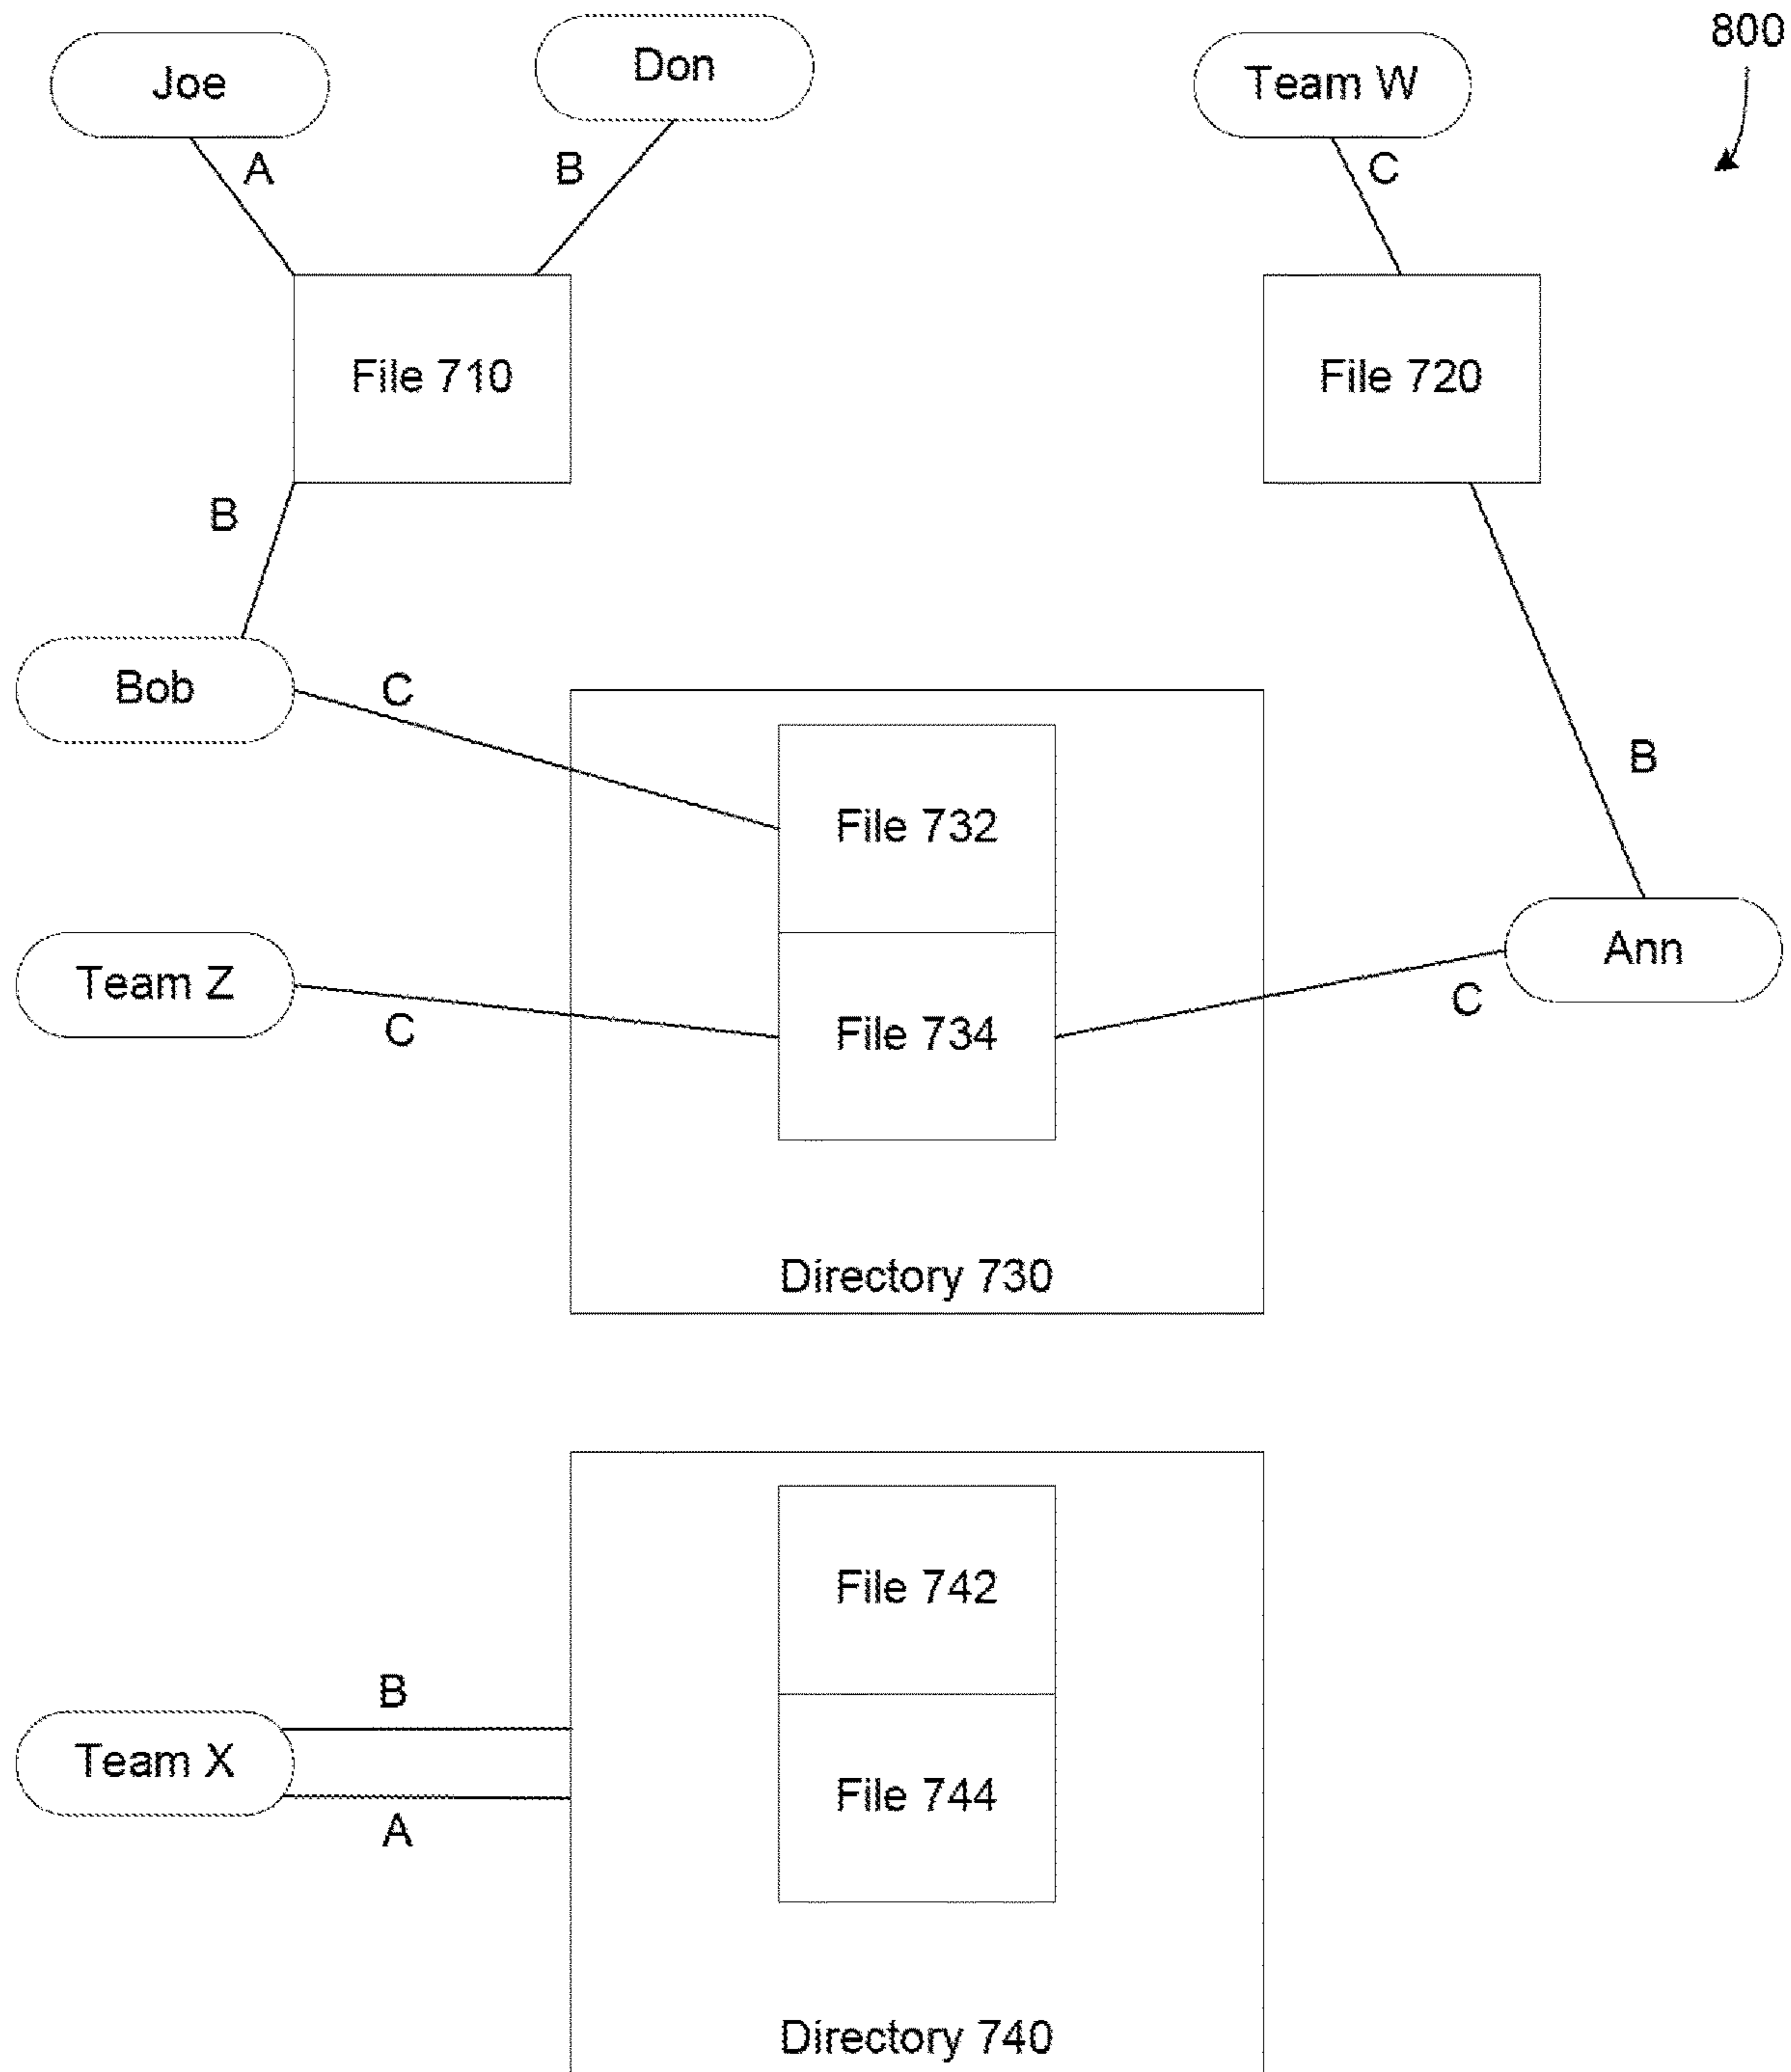 800
Joe
Don
Team W
A
B
C
File 710
File 720
B
Bob
C
B
File 732
Team Z
C
File 734
C
Ann
Directory 730
File 742
B
Team X
A
File 744
Directory 740